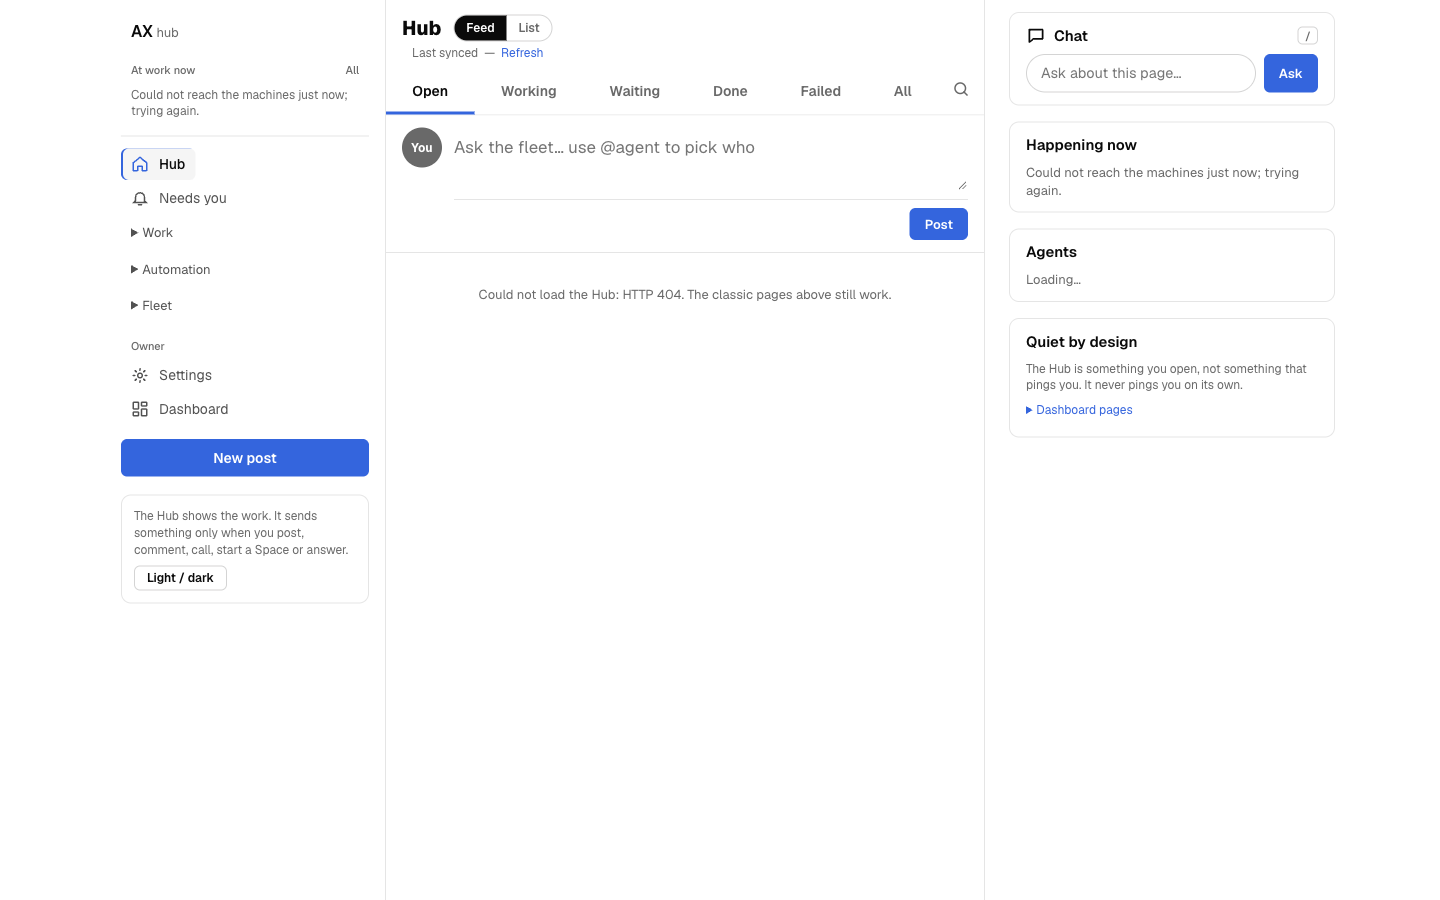 AX hub
At work now All
Could not reach the machines just now;
trying again.
Hub
Needs you
Work
Automation
Fleet
Owner
Settings
Dashboard
New post
The Hub shows the work. It sends
something only when you post,
comment, call, start a Space or answer.
Light / dark
Hub Feed List
Last synced — Refresh
Open Working Waiting Done Failed All
You Ask the fleet... use @agent to pick who
Post
Could not load the Hub: HTTP 404. The classic pages above still work.
Chat /
Ask about this page... Ask
Happening now
Could not reach the machines just now; trying
again.
Agents
Loading...
Quiet by design
The Hub is something you open, not something that
pings you. It never pings you on its own.
Dashboard pages